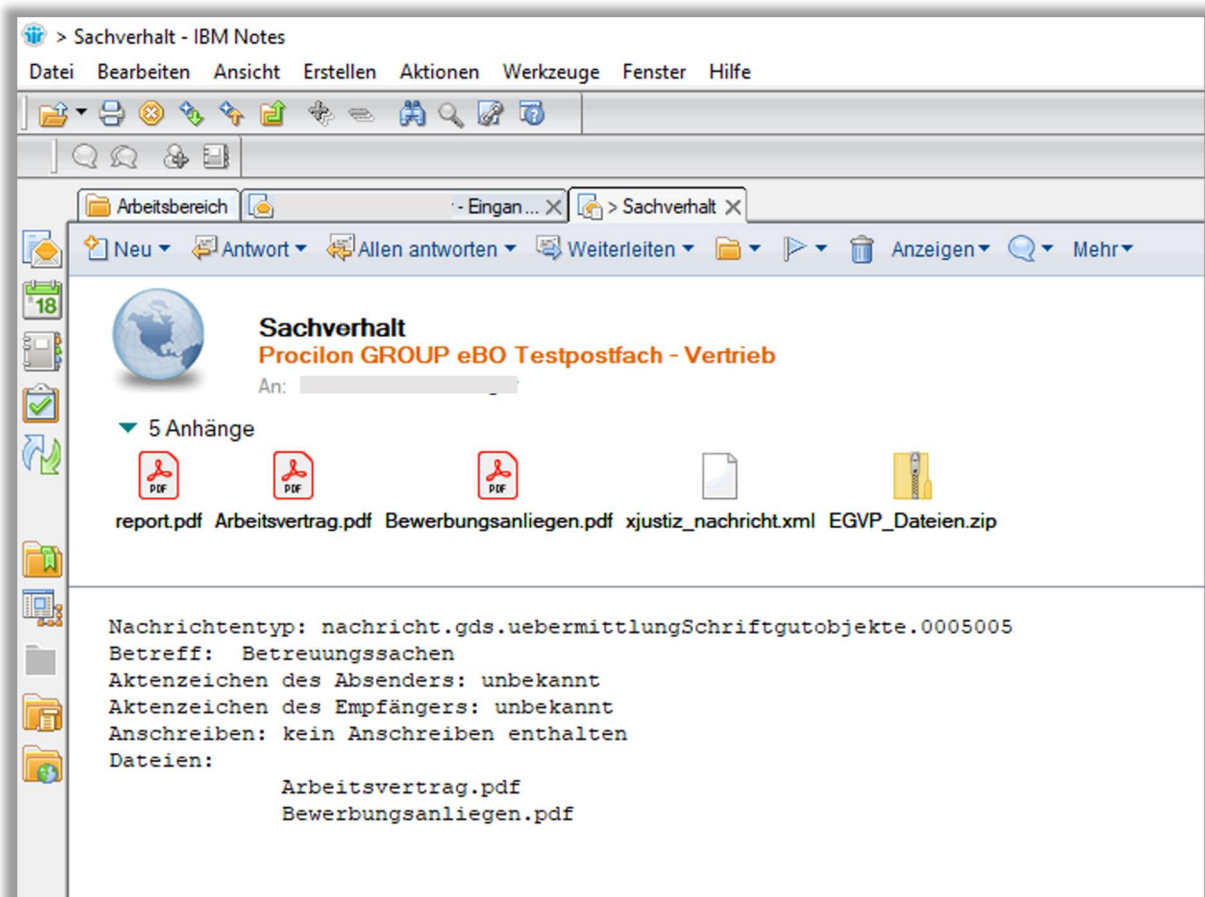 > Sachverhalt - IBM Notes
Datei Bearbeiten Ansicht Erstellen Aktionen Werkzeuge Fenster Hilfe
Arbeitsbereich - Eingan... > Sachverhalt
Neu Antwort Allen antworten Weiterleiten Anzeigen Mehr
18
Sachverhalt
Procilon GROUP eBO Testpostfach - Vertrieb
An:
5 Anhänge
PDF PDF PDF
report.pdf Arbeitsvertrag.pdf Bewerbungsanliegen.pdf xjustiz_nachricht.xml EGVP_Dateien.zip
Nachrichtentyp: nachricht.gds.uebermittlungSchriftgutobjekte.0005005
Betreff: Betreuungssachen
Aktenzeichen des Absenders: unbekannt
Aktenzeichen des Empfängers: unbekannt
Anschreiben: kein Anschreiben enthalten
Dateien:
Arbeitsvertrag.pdf
Bewerbungsanliegen.pdf